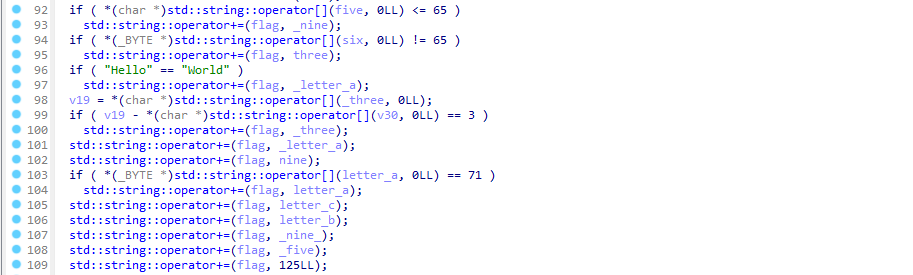 92 if ( *(char *)std::string::operator[](five, 0LL) <= 65 )
93 std::string::operator+=(flag, _nine);
94 if ( *(_BYTE *)std::string::operator[](six, 0LL) != 65 )
95 std::string::operator+=(flag, three);
96 if ( "Hello" == "World" )
97 std::string::operator+=(flag, _letter_a);
98 v19 = *(char *)std::string::operator[](_three, 0LL);
99 if ( v19 - *(char *)std::string::operator[](v30, 0LL) == 3 )
100 std::string::operator+=(flag, _three);
101 std::string::operator+=(flag, _letter_a);
102 std::string::operator+=(flag, nine);
103 if ( *(_BYTE *)std::string::operator[](letter_a, 0LL) == 71 )
104 std::string::operator+=(flag, letter_a);
105 std::string::operator+=(flag, letter_c);
106 std::string::operator+=(flag, letter_b);
107 std::string::operator+=(flag, _nine_);
108 std::string::operator+=(flag, _five);
109 std::string::operator+=(flag, 125LL);